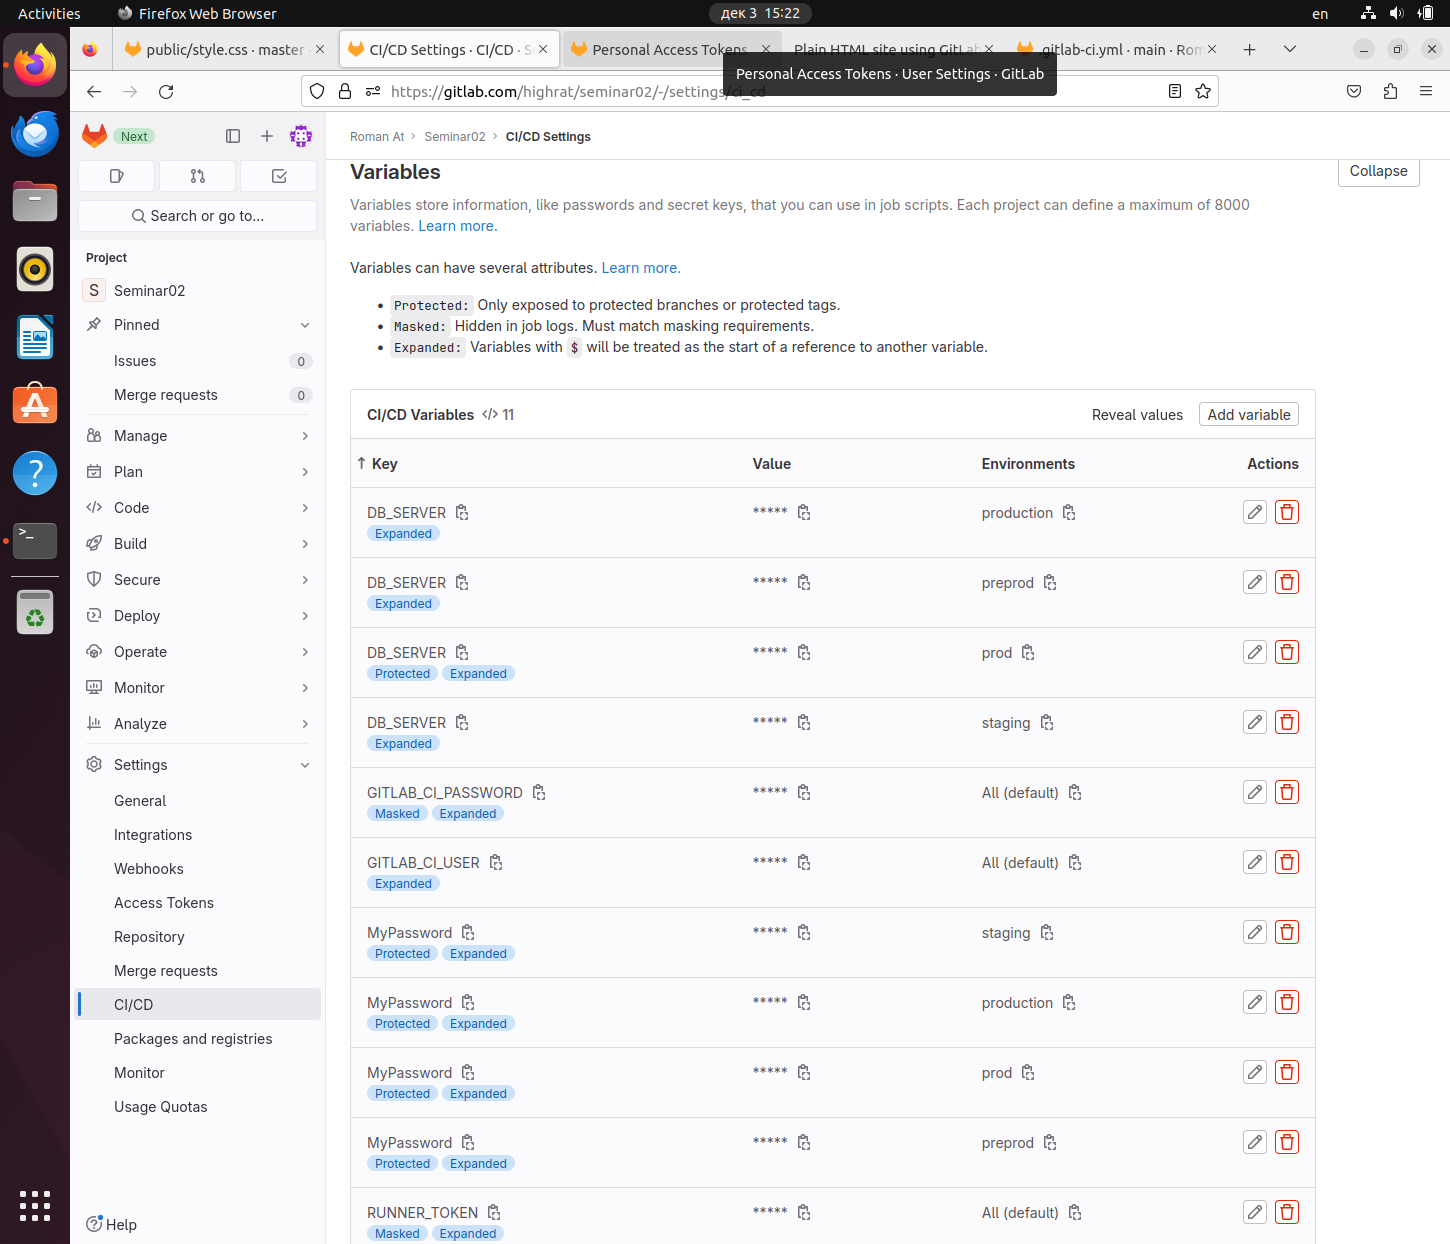 Activities
Firefox Web Browser
дек 3 15:22
en
public/style.css · master
CI/CD Settings · CI/CD · S
Personal Access Tokens
Plain HTML site using GitLab
.gitlab-ci.yml · main · Rom
Personal Access Tokens · User Settings · GitLab
https://gitlab.com/highrat/seminar02/-/settings/ci_cd
Next
Roman At › Seminar02 › CI/CD Settings
Search or go to...
Project
S Seminar02
Pinned
Issues 0
Merge requests 0
Manage
Plan
Code
Build
Secure
Deploy
Operate
Monitor
Analyze
Settings
General
Integrations
Webhooks
Access Tokens
Repository
Merge requests
CI/CD
Packages and registries
Monitor
Usage Quotas
Help
Variables
Collapse
Variables store information, like passwords and secret keys, that you can use in job scripts. Each project can define a maximum of 8000
variables. Learn more.
Variables can have several attributes. Learn more.
• Protected: Only exposed to protected branches or protected tags.
• Masked: Hidden in job logs. Must match masking requirements.
• Expanded: Variables with $ will be treated as the start of a reference to another variable.
CI/CD Variables </> 11
Reveal values
Add variable
↑ Key Value Environments Actions
DB_SERVER ***** production
Expanded
DB_SERVER ***** preprod
Expanded
DB_SERVER ***** prod
Protected Expanded
DB_SERVER ***** staging
Expanded
GITLAB_CI_PASSWORD ***** All (default)
Masked Expanded
GITLAB_CI_USER ***** All (default)
Expanded
MyPassword ***** staging
Protected Expanded
MyPassword ***** production
Protected Expanded
MyPassword ***** prod
Protected Expanded
MyPassword ***** preprod
Protected Expanded
RUNNER_TOKEN ***** All (default)
Masked Expanded